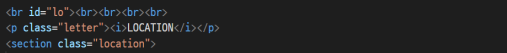 <br id="lo"><br><br><br><br>
<p class="letter"><i>LOCATION</i></p>
<section class="location">